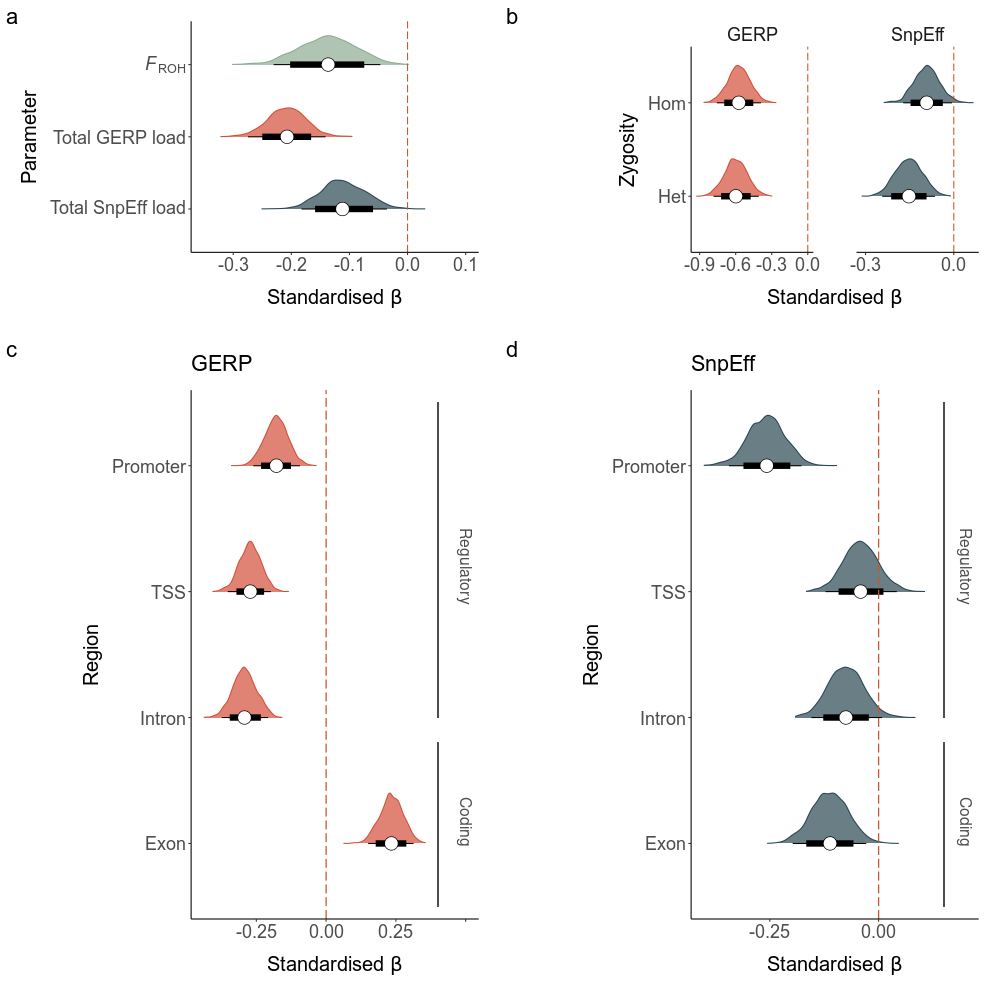 a
Parameter
FROH
Total GERP load
Total SnpEff load
-0.3 -0.2 -0.1 0.0 0.1
Standardised β
b
GERP SnpEff
Zygosity
Hom
Het
-0.9 -0.6 -0.3 0.0 -0.3 0.0
Standardised β
c
GERP
Region
Promoter
TSS
Intron
Exon
Regulatory
Coding
-0.25 0.00 0.25
Standardised β
d
SnpEff
Region
Promoter
TSS
Intron
Exon
Regulatory
Coding
-0.25 0.00
Standardised β